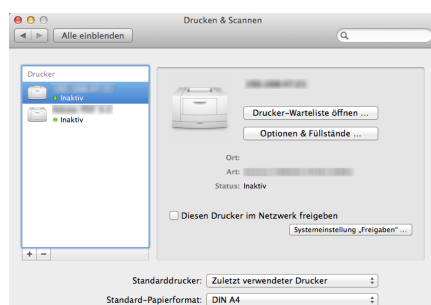 Drucken & Scannen
Alle einblenden
Drucker
Inaktiv
Inaktiv
Drucker-Warteliste öffnen ...
Optionen & Füllstände ...
Ort:
Art:
Status: Inaktiv
Diesen Drucker im Netzwerk freigeben
Systemeinstellung „Freigaben“ ...
+ −
Standarddrucker: Zuletzt verwendeter Drucker
Standard-Papierformat: DIN A4